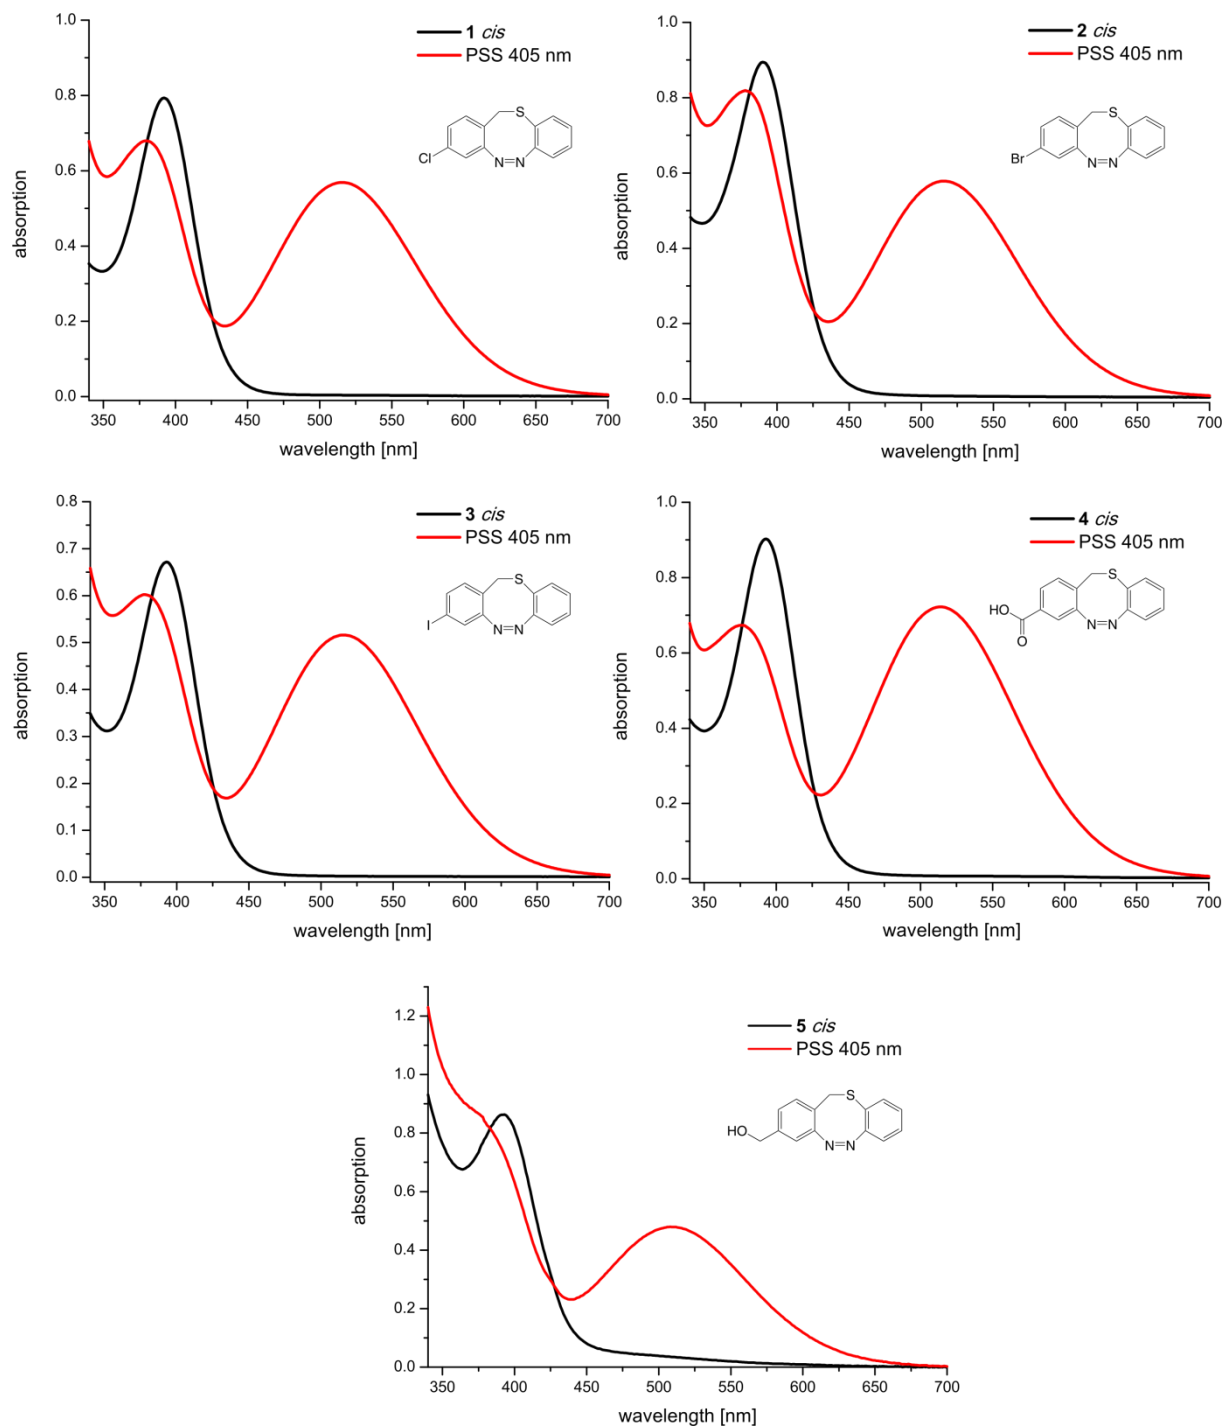 1 cis
PSS 405 nm
S
Cl
N=N
absorption
1.0
0.8
0.6
0.4
0.2
0.0
350 400 450 500 550 600 650 700
wavelength [nm]
2 cis
PSS 405 nm
S
Br
N=N
absorption
1.0
0.8
0.6
0.4
0.2
0.0
350 400 450 500 550 600 650 700
wavelength [nm]
3 cis
PSS 405 nm
S
I
N=N
absorption
0.8
0.7
0.6
0.5
0.4
0.3
0.2
0.1
0.0
350 400 450 500 550 600 650 700
wavelength [nm]
4 cis
PSS 405 nm
S
HO
O
N=N
absorption
1.0
0.8
0.6
0.4
0.2
0.0
350 400 450 500 550 600 650 700
wavelength [nm]
5 cis
PSS 405 nm
S
HO
N=N
absorption
1.2
1.0
0.8
0.6
0.4
0.2
0.0
350 400 450 500 550 600 650 700
wavelength [nm]